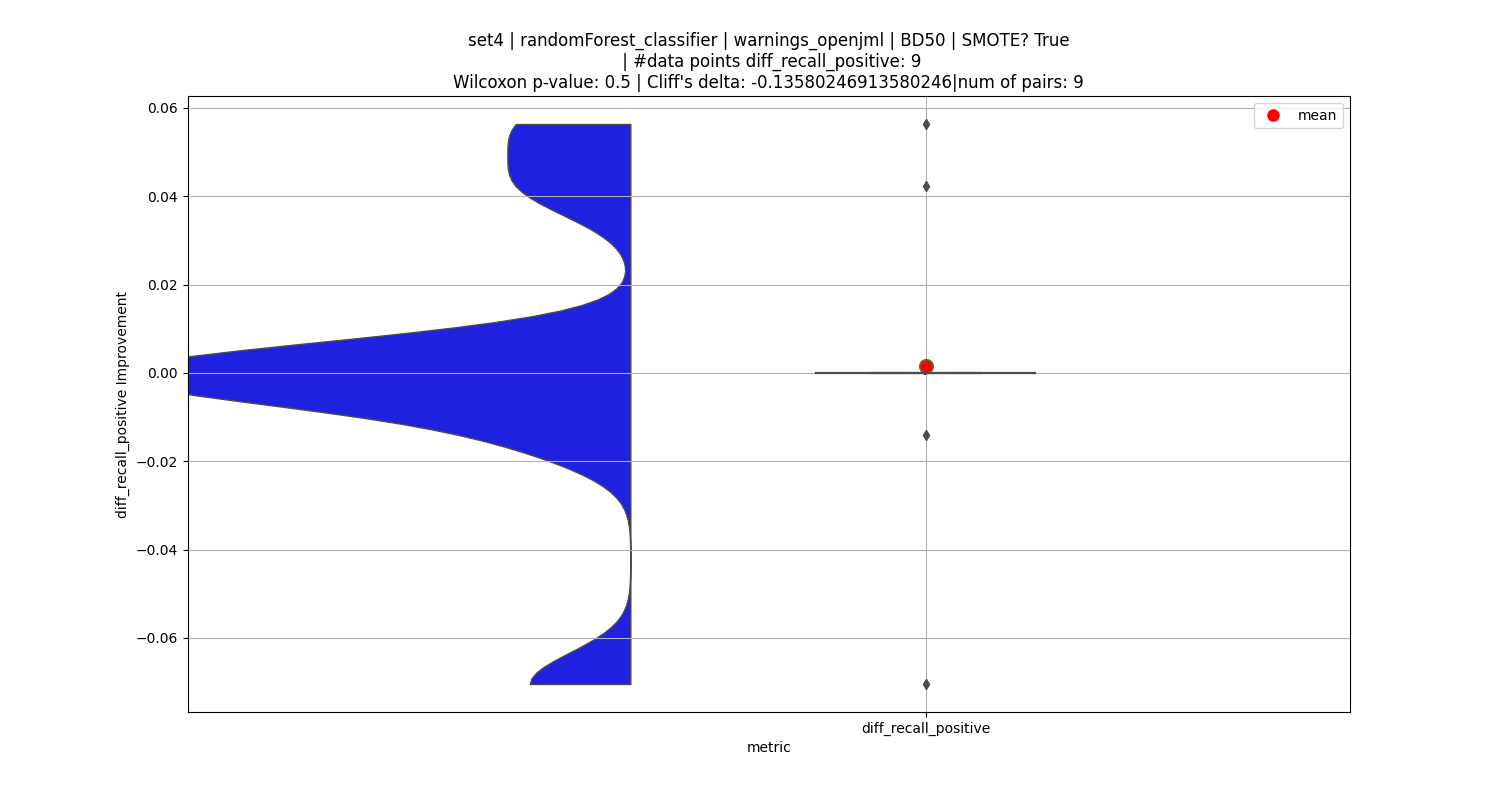 set4 | randomForest_classifier | warnings_openjml | BD50 | SMOTE? True
| #data points diff_recall_positive: 9
Wilcoxon p-value: 0.5 | Cliff's delta: -0.13580246913580246|num of pairs: 9
mean
0.06
0.04
0.02
0.00
−0.02
−0.04
−0.06
diff_recall_positive Improvement
diff_recall_positive
metric